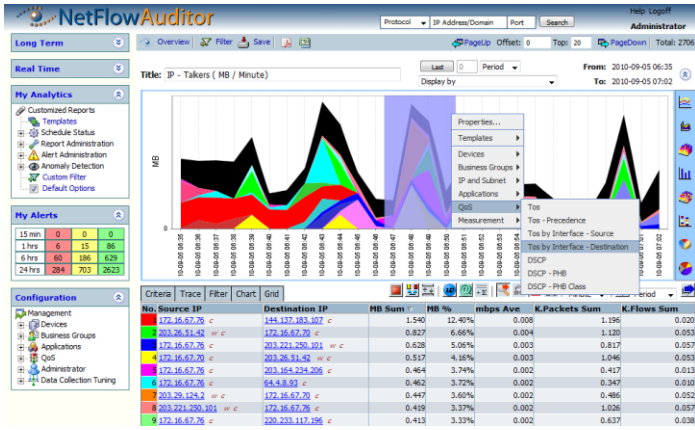 NetFlowAuditor
Protocol IP Address/Domain Port Search
Help Logoff
Administrator
Long Term
Real Time
My Analytics
Customized Reports
Templates
Schedule Status
Report Administration
Alert Administration
Anomaly Detection
Custom Filter
Default Options
My Alerts
15 min 0 0 0
1 hrs 6 15 86
6 hrs 60 186 629
24 hrs 284 703 2623
Configuration
Management
Devices
Business Groups
Applications
QoS
Administrator
Data Collection Tuning
Overview Filter Save
PageUp Offset: 0 Top: 20 PageDown Total: 2706
Title: IP - Talkers ( MB / Minute)
Last 0 Period
Display by
From: 2010-09-05 06:35
To: 2010-09-05 07:02
MB
0
Properties...
Templates
Devices
Business Groups
IP and Subnet
Applications
QoS
Measurement
Tos
Tos - Precedence
Tos by Interface - Source
Tos by Interface - Destination
DSCP
DSCP - PHB
DSCP - PHB Class
Criteria Trace Filter Chart Grid
Minute Period
No. Source IP Destination IP MB Sum MB % mbps Ave K.Packets Sum K.Flows Sum
1 172.16.67.76 c 144.137.183.107 c 1.540 12.40% 0.008 1.196 0.020
2 203.26.51.42 w c 172.16.67.70 c 0.827 6.66% 0.004 1.120 0.053
3 172.16.67.76 c 203.221.250.101 w c 0.628 5.06% 0.003 0.817 0.057
4 172.16.67.70 c 203.26.51.42 w c 0.517 4.16% 0.003 1.046 0.053
5 172.16.67.76 c 203.164.234.206 c 0.464 3.74% 0.002 0.417 0.013
6 172.16.67.76 c 64.4.8.93 c 0.462 3.72% 0.002 0.347 0.010
7 203.29.124.2 w c 172.16.67.70 c 0.447 3.60% 0.002 0.486 0.052
8 203.221.250.101 w c 172.16.67.76 c 0.419 3.37% 0.002 1.026 0.057
9 172.16.67.76 c 220.233.117.196 c 0.413 3.33% 0.002 0.637 0.038